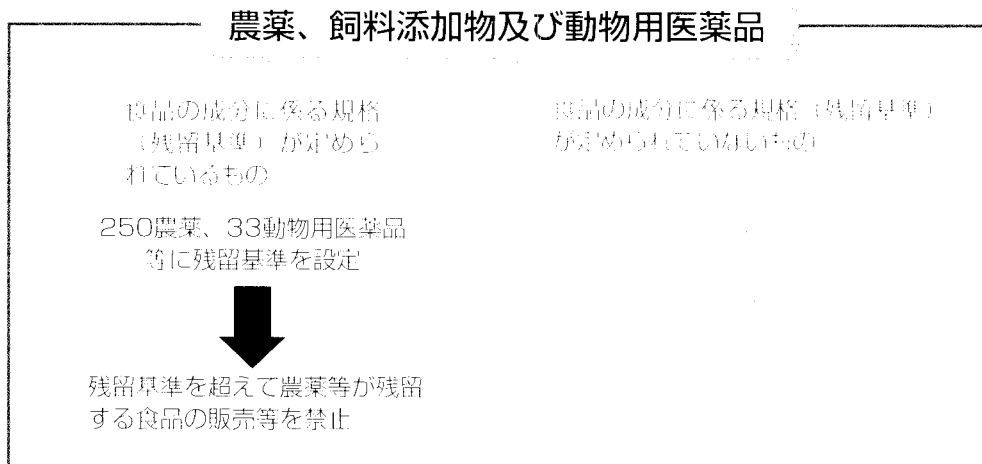 農薬、飼料添加物及び動物用医薬品
食品の成分に係る規格
(残留基準)が定めら
れているもの
食品の成分に係る規格(残留基準)
が定められていないもの
250農薬、33動物用医薬品
等に残留基準を設定
残留基準を超えて農薬等が残留
する食品の販売等を禁止